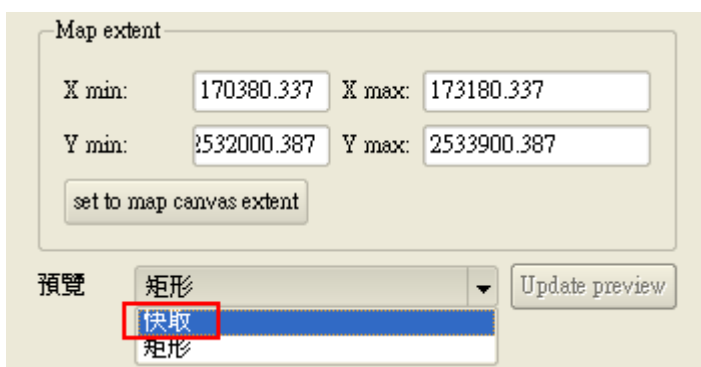 Map extent
X min: 170380.337 X max: 173180.337
Y min: 2532000.387 Y max: 2533900.387
set to map canvas extent
預覽 矩形 Update preview
快取
矩形